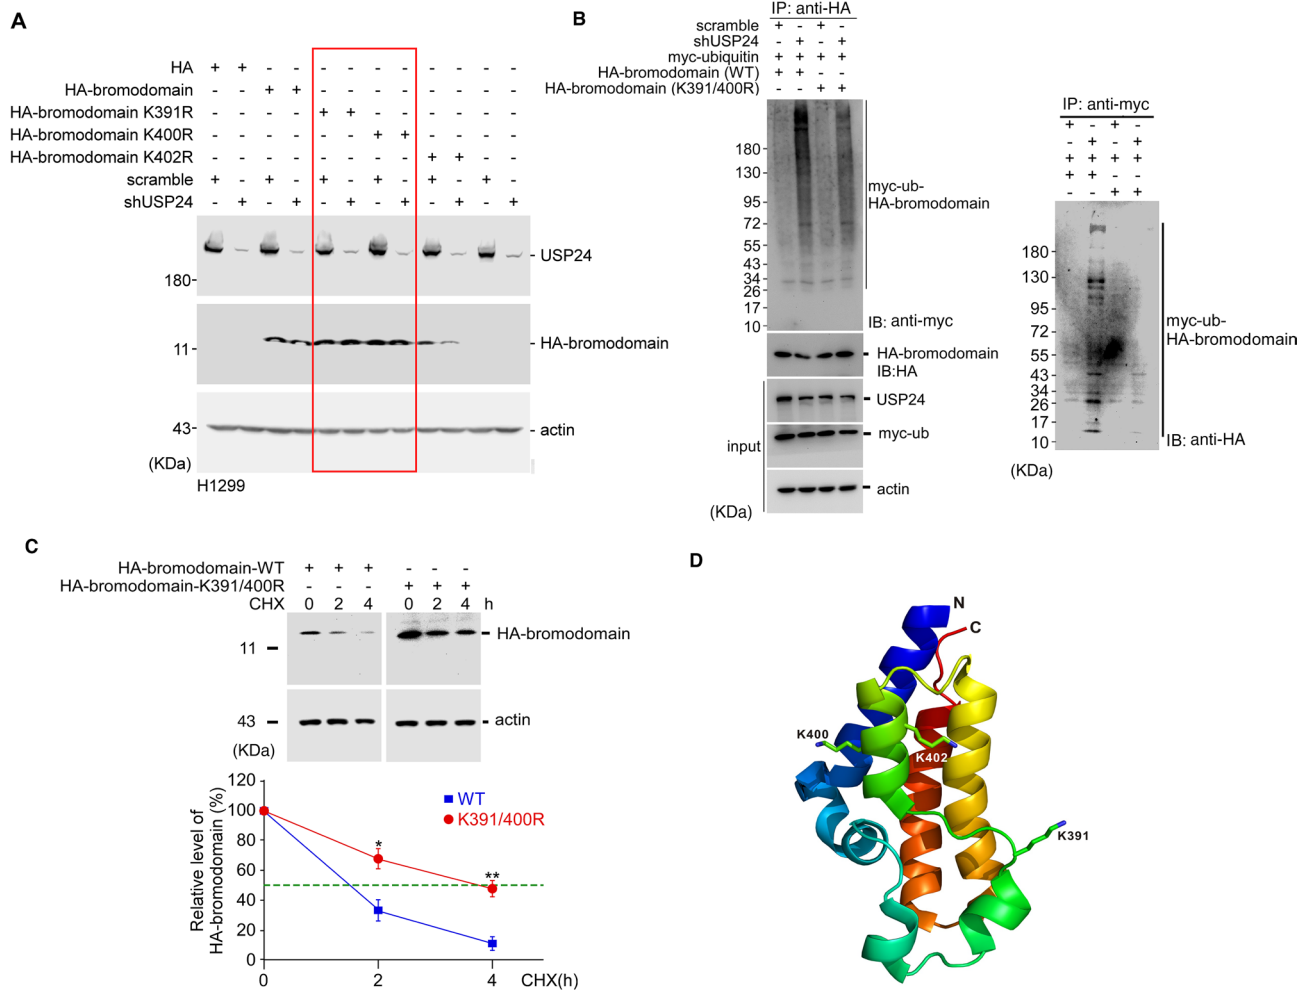 A
HA + + - - - - - - - - - -
HA-bromodomain - - + + - - - - - - - -
HA-bromodomain K391R - - - - + + - - - - - -
HA-bromodomain K400R - - - - - - + + - - - -
HA-bromodomain K402R - - - - - - - - + + - -
scramble + - + - + - + - + - + -
shUSP24 - + - + - + - + - + - +
USP24
180-
HA-bromodomain
11 -
43-
actin
(KDa)
H1299
B
IP: anti-HA
scramble + - + -
shUSP24 - + - +
myc-ubiquitin + + + +
HA-bromodomain (WT) + + - -
HA-bromodomain (K391/400R) - - + +
180
130
95
72
55
43
34
26
17
10
myc-ub-
HA-bromodomain
IB: anti-myc
HA-bromodomain
IB:HA
USP24
input
myc-ub
actin
(KDa)
IP: anti-myc
+ - + -
- + - +
+ + + +
+ + - -
- - + +
180
130
95
72
55
43
34
26
17
10
myc-ub-
HA-bromodomain
IB: anti-HA
(KDa)
C
HA-bromodomain-WT + + + - - -
HA-bromodomain-K391/400R - - - + + +
CHX 0 2 4 0 2 4 h
HA-bromodomain
11
43
actin
(KDa)
120
100
80
60
40
20
0
Relative level of
HA-bromodomain (%)
WT
K391/400R
*
**
0 2 4 CHX(h)
D
N
C
K400
K402
K391